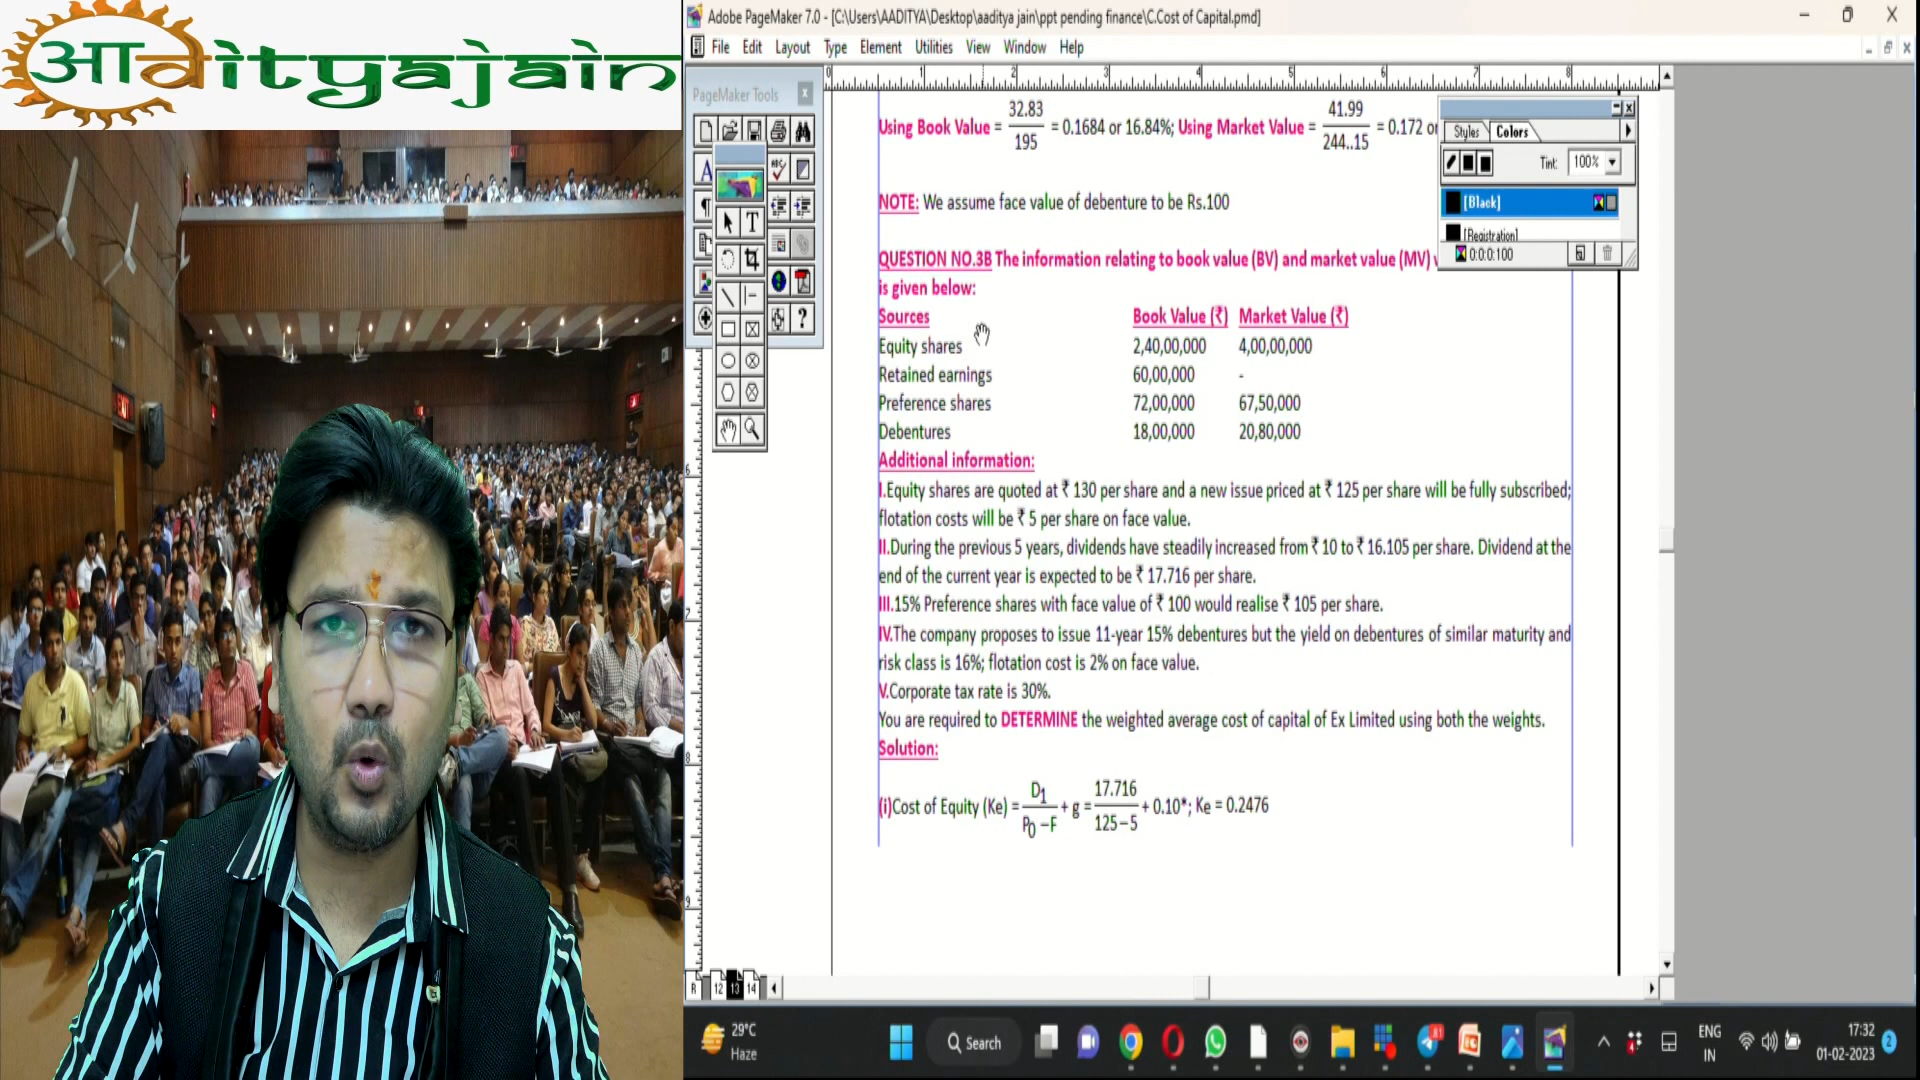 आdityajain
Adobe PageMaker 7.0 - [C:\Users\AADITYA\Desktop\aaditya jain\ppt pending finance\C.Cost of Capital.pmd]
File Edit Layout Type Element Utilities View Window Help
PageMaker Tools
Using Book Value = 32.83 / 195 = 0.1684 or 16.84%; Using Market Value = 41.99 / 244..15 = 0.172 or
NOTE: We assume face value of debenture to be Rs.100
QUESTION NO.3B The information relating to book value (BV) and market value (MV)
is given below:
Sources Book Value (₹) Market Value (₹)
Equity shares 2,40,00,000 4,00,00,000
Retained earnings 60,00,000 -
Preference shares 72,00,000 67,50,000
Debentures 18,00,000 20,80,000
Additional information:
I.Equity shares are quoted at ₹ 130 per share and a new issue priced at ₹ 125 per share will be fully subscribed;
flotation costs will be ₹ 5 per share on face value.
II.During the previous 5 years, dividends have steadily increased from ₹ 10 to ₹ 16.105 per share. Dividend at the
end of the current year is expected to be ₹ 17.716 per share.
III.15% Preference shares with face value of ₹ 100 would realise ₹ 105 per share.
IV.The company proposes to issue 11-year 15% debentures but the yield on debentures of similar maturity and
risk class is 16%; flotation cost is 2% on face value.
V.Corporate tax rate is 30%.
You are required to DETERMINE the weighted average cost of capital of Ex Limited using both the weights.
Solution:
(i)Cost of Equity (Ke) = D1 / P0 – F + g = 17.716 / 125 – 5 + 0.10*; Ke = 0.2476
Styles Colors
Tint: 100%
[Black]
[Registration]
0:0:0:100
R 12 13 14
29°C
Haze
Search
ENG
IN
17:32
01-02-2023
2